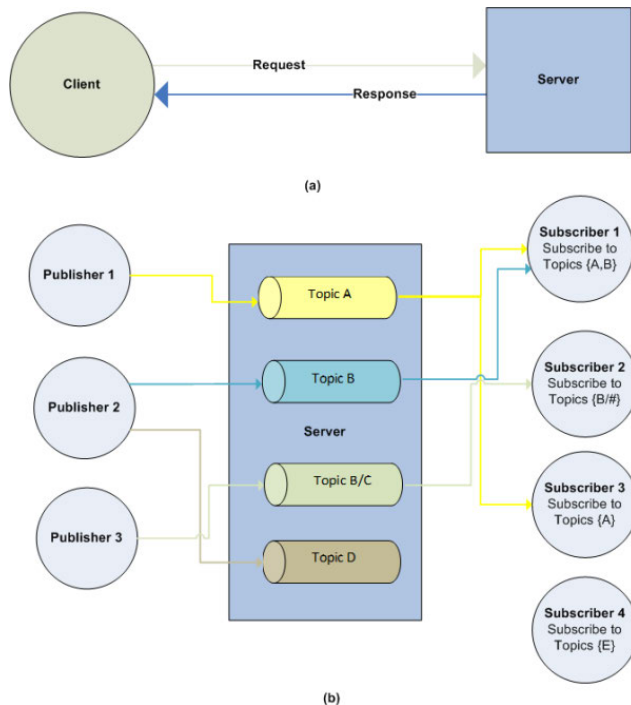 Client
Request
Response
Server
(a)
Publisher 1
Publisher 2
Publisher 3
Topic A
Topic B
Server
Topic B/C
Topic D
Subscriber 1
Subscribe to
Topics {A,B}
Subscriber 2
Subscribe to
Topics {B/#}
Subscriber 3
Subscribe to
Topics {A}
Subscriber 4
Subscribe to
Topics {E}
(b)